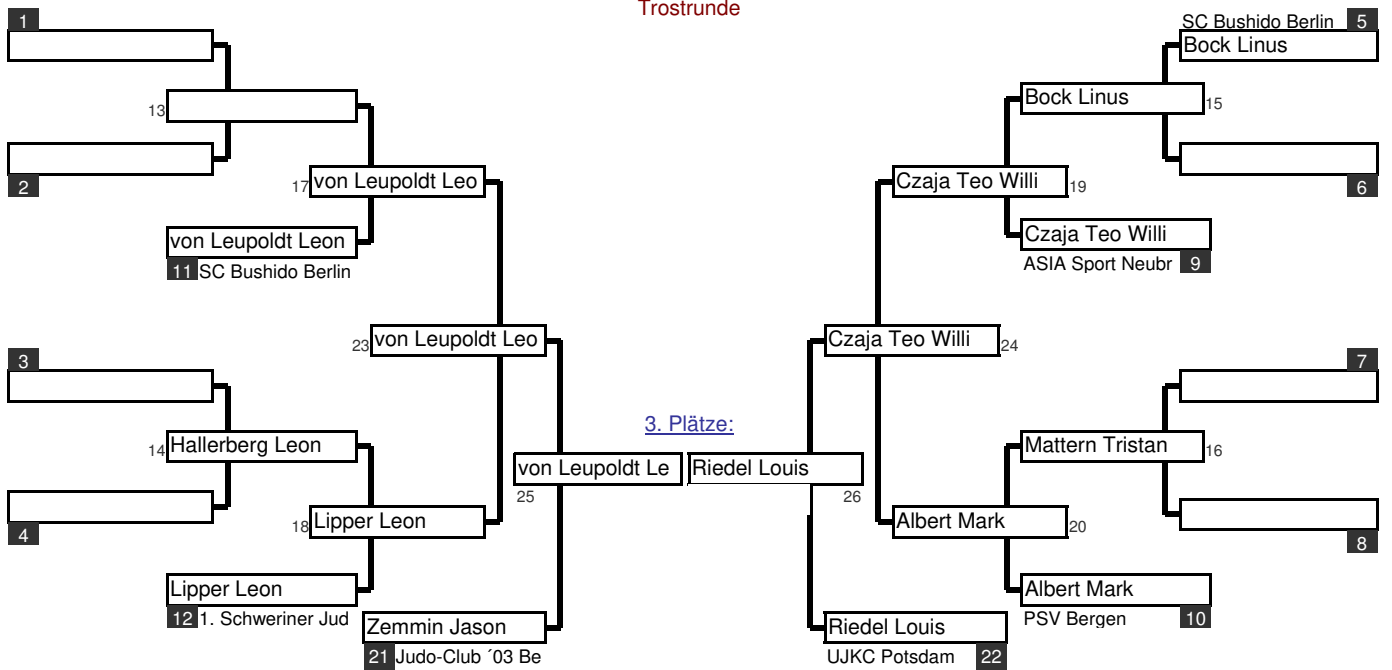 Trostrunde
1
SC Bushido Berlin 5
Bock Linus
13
Bock Linus 15
2
17 von Leupoldt Leo
Czaja Teo Willi 19
6
von Leupoldt Leon
11 SC Bushido Berlin
Czaja Teo Willi
ASIA Sport Neubr 9
23 von Leupoldt Leo
Czaja Teo Willi 24
3
7
3. Plätze:
14 Hallerberg Leon
Mattern Tristan 16
von Leupoldt Le
Riedel Louis
25
26
4
18 Lipper Leon
Albert Mark 20
8
Lipper Leon
12 1. Schweriner Jud
Albert Mark
PSV Bergen 10
Zemmin Jason
21 Judo-Club ´03 Be
Riedel Louis
UJKC Potsdam 22